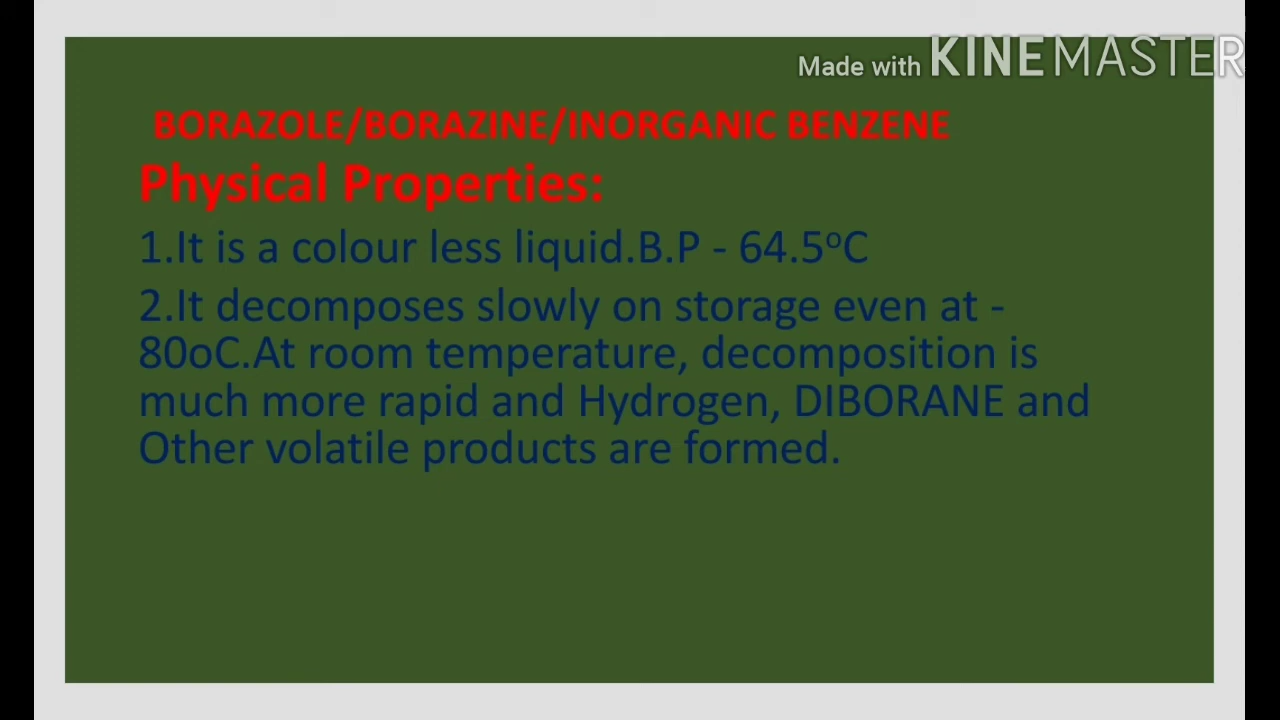 Made with KINEMASTER
BORAZOLE/BORAZINE/INORGANIC BENZENE
Physical Properties:
1.It is a colour less liquid.B.P - 64.5⁰C
2.It decomposes slowly on storage even at -
80oC.At room temperature, decomposition is
much more rapid and Hydrogen, DIBORANE and
Other volatile products are formed.